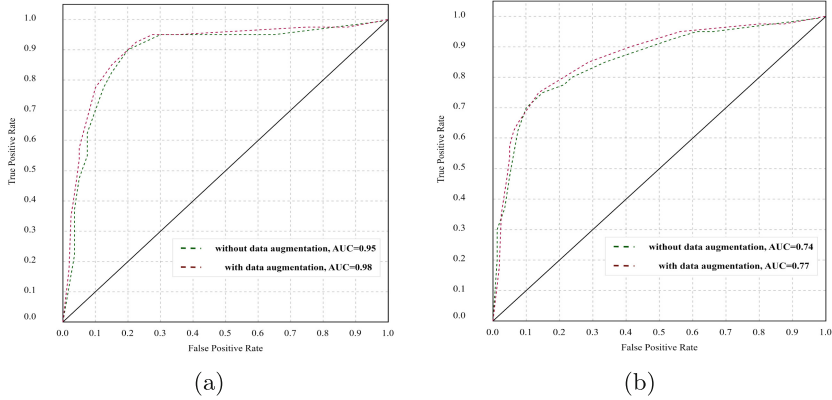 1.0
0.9
0.8
0.7
0.6
0.5
0.4
0.3
0.2
0.1
0.0
True Positive Rate
without data augmentation, AUC=0.95
with data augmentation, AUC=0.98
0.0 0.1 0.2 0.3 0.4 0.5 0.6 0.7 0.8 0.9 1.0
False Positive Rate
(a)
1.0
0.9
0.8
0.7
0.6
0.5
0.4
0.3
0.2
0.1
0.0
True Positive Rate
without data augmentation, AUC=0.74
with data augmentation, AUC=0.77
0.0 0.1 0.2 0.3 0.4 0.5 0.6 0.7 0.8 0.9 1.0
False Positive Rate
(b)